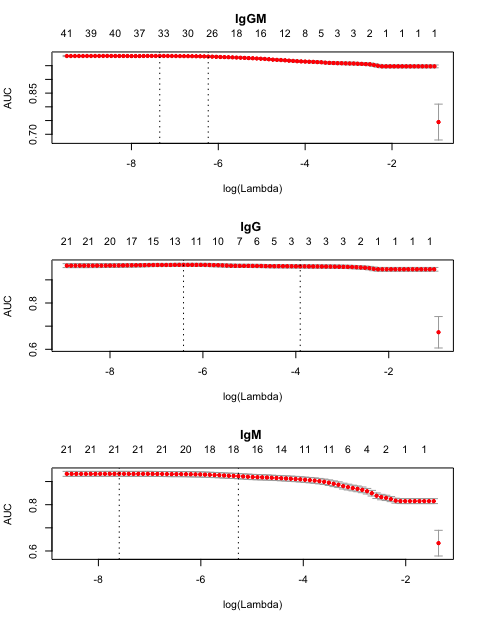 IgGM
41 39 40 37 33 30 26 18 16 12 8 5 3 3 2 1 1 1 1
AUC
0.85
0.70
-8 -6 -4 -2
log(Lambda)
IgG
21 21 20 17 15 13 11 10 7 6 5 3 3 3 3 2 1 1 1 1
AUC
0.8
0.6
-8 -6 -4 -2
log(Lambda)
IgM
21 21 21 21 21 20 18 18 16 14 11 11 6 4 2 1 1
AUC
0.8
0.6
-8 -6 -4 -2
log(Lambda)